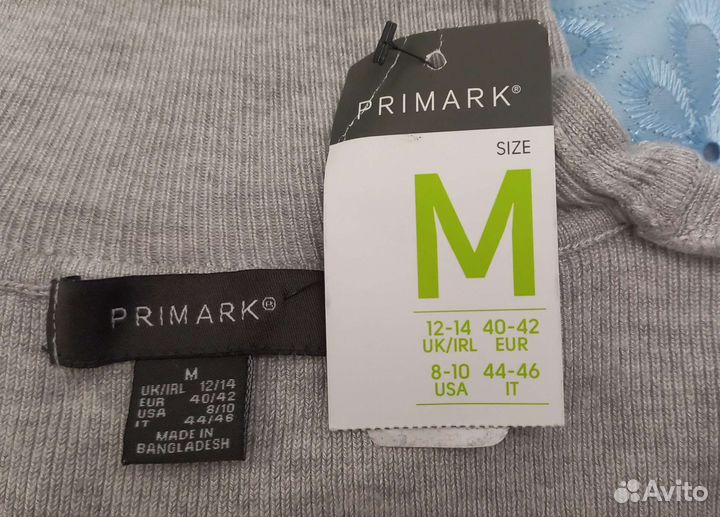 PRIMARK®
SIZE
M
12-14 40-42
UK/IRL EUR
8-10 44-46
USA IT
PRIMARK®
M
UK/IRL 12/14
EUR 40/42
USA 8/10
IT 44/46
MADE IN
BANGLADESH
Avito